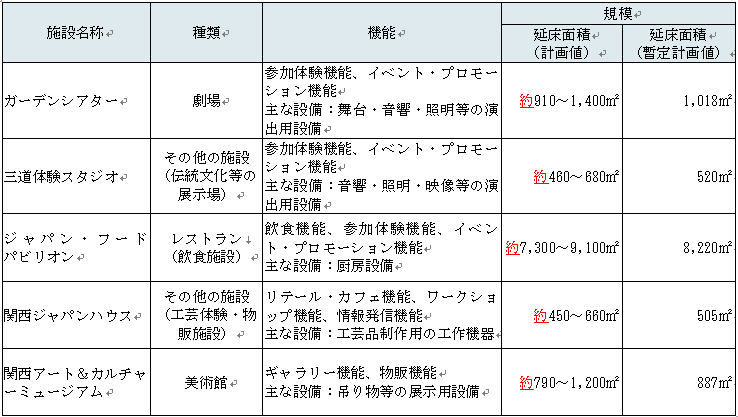 施設名称
種類
機能
規模
延床面積
（計画値）
延床面積
（暫定計画値）
ガーデンシアター
劇場
参加体験機能、イベント・プロモー
ション機能
主な設備：舞台・音響・照明等の演
出用設備
約910～1,400㎡
1,018㎡
三道体験スタジオ
その他の施設
（伝統文化等の
展示場）
参加体験機能、イベント・プロモー
ション機能
主な設備：音響・照明・映像等の演
出用設備
約460～680㎡
520㎡
ジャパン・フード
パビリオン
レストラン
（飲食施設）
飲食機能、参加体験機能、イベン
ト・プロモーション機能
主な設備：厨房設備
約7,300～9,100㎡
8,220㎡
関西ジャパンハウス
その他の施設
（工芸体験・物
販施設）
リテール・カフェ機能、ワークショ
ップ機能、情報発信機能
主な設備：工芸品制作用の工作機器
約450～660㎡
505㎡
関西アート＆カルチャ
ーミュージアム
美術館
ギャラリー機能、物販機能
主な設備：吊り物等の展示用設備
約790～1,200㎡
887㎡